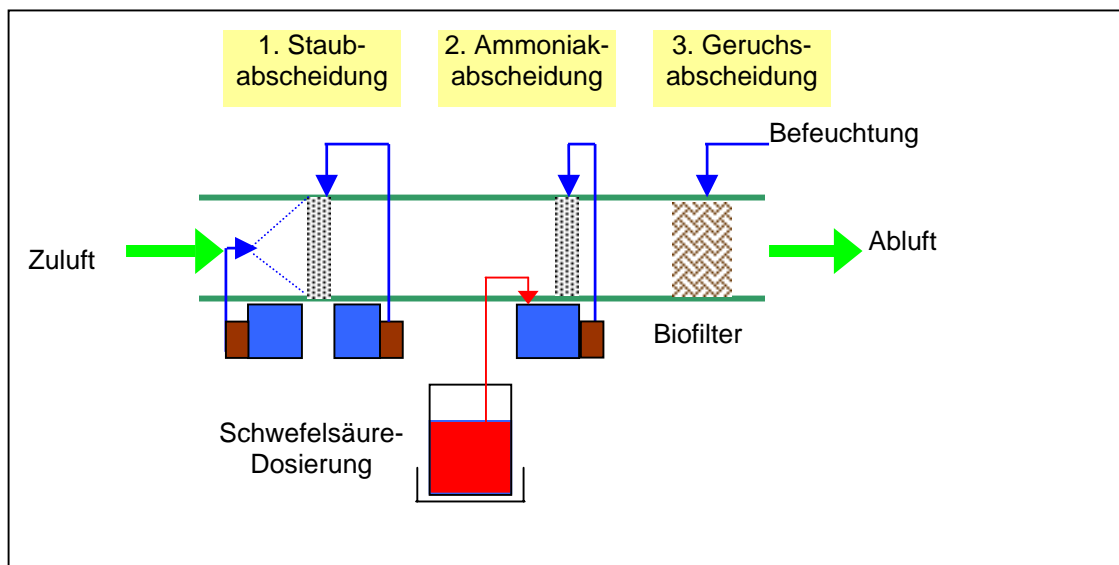 1. Staub-
abscheidung
2. Ammoniak-
abscheidung
3. Geruchs-
abscheidung
Befeuchtung
Zuluft
Abluft
Biofilter
Schwefelsäure-
Dosierung